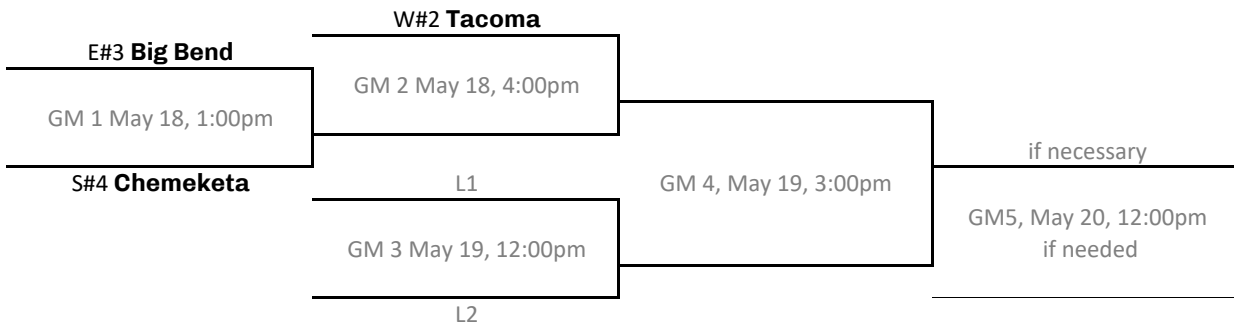 W#2 Tacoma
E#3 Big Bend
GM 2 May 18, 4:00pm
GM 1 May 18, 1:00pm
if necessary
S#4 Chemeketa
L1
GM 4, May 19, 3:00pm
GM5, May 20, 12:00pm
if needed
GM 3 May 19, 12:00pm
L2